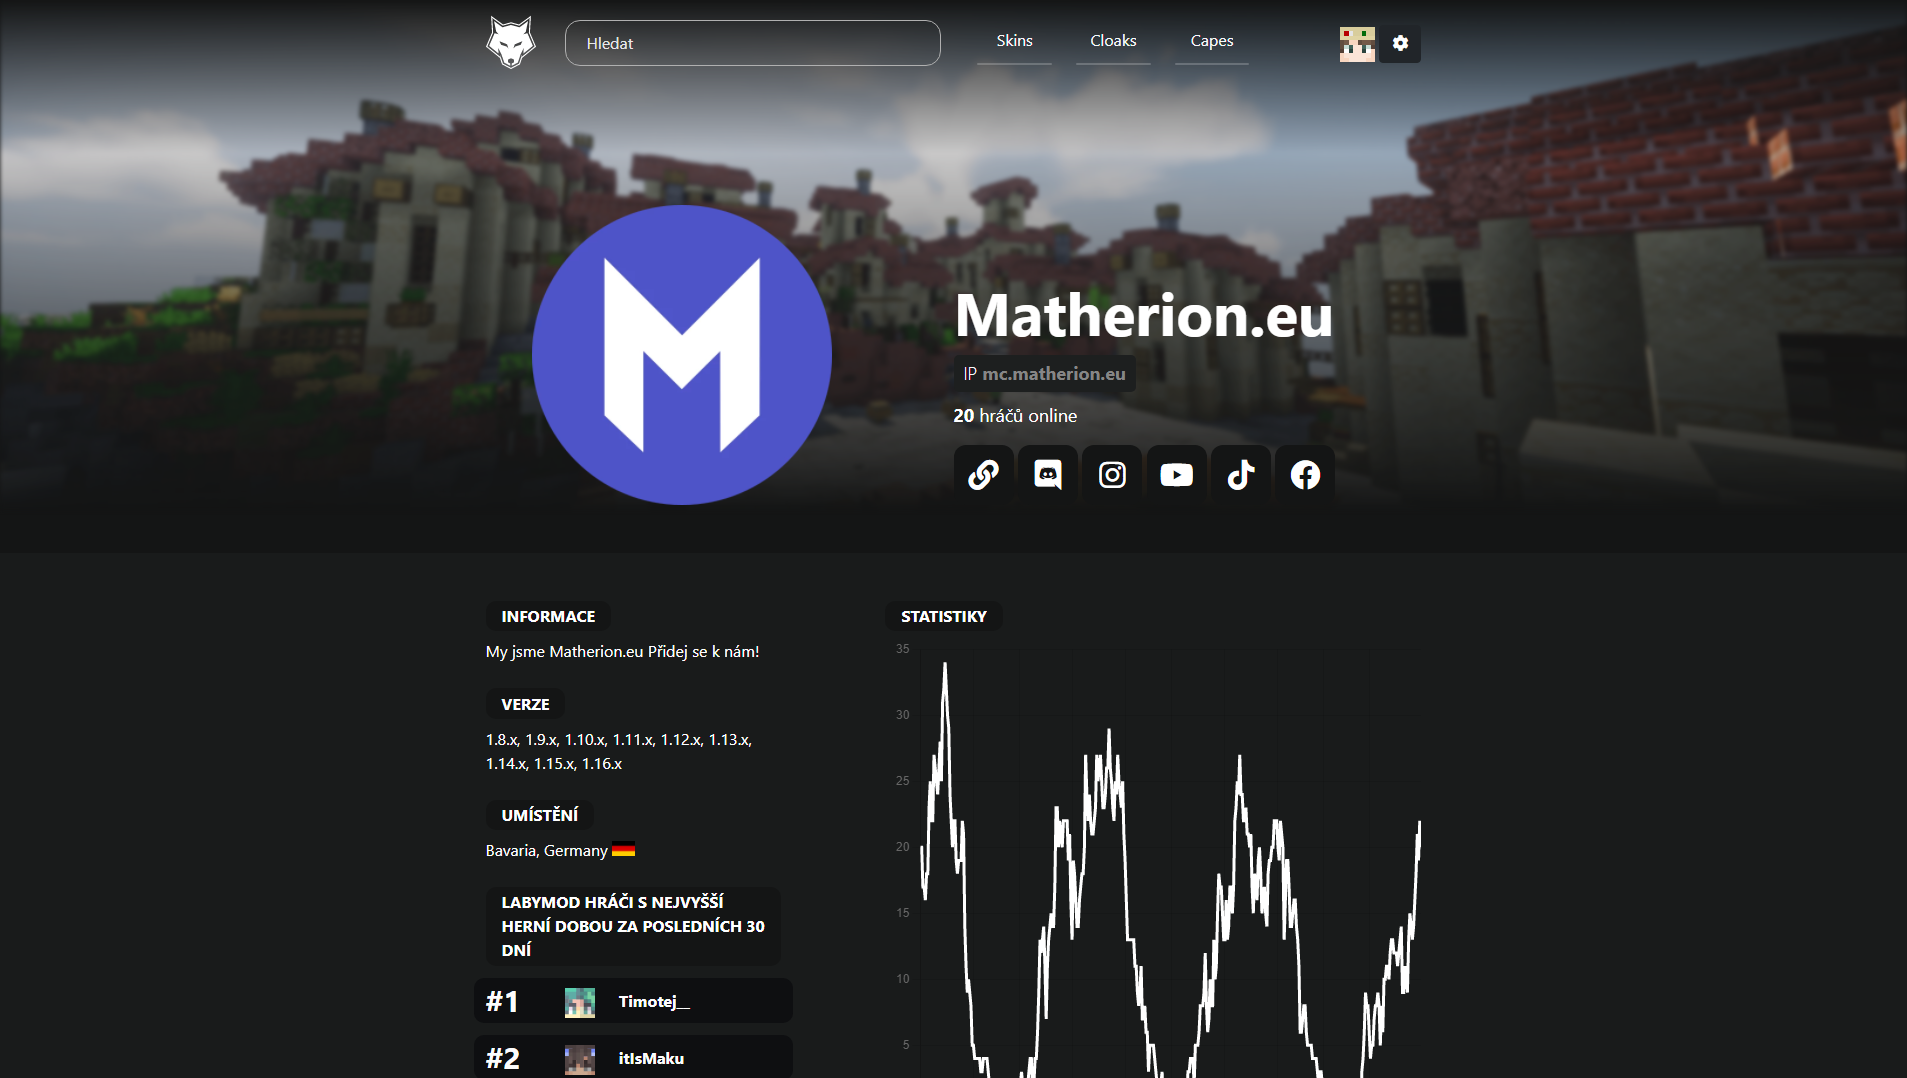 Hledat
Skins
Cloaks
Capes
Matherion.eu
IP mc.matherion.eu
20 hráčů online
INFORMACE
My jsme Matherion.eu Přidej se k nám!
VERZE
1.8.x, 1.9.x, 1.10.x, 1.11.x, 1.12.x, 1.13.x,
1.14.x, 1.15.x, 1.16.x
UMÍSTĚNÍ
Bavaria, Germany
LABYMOD HRÁČI S NEJVYŠŠÍ
HERNÍ DOBOU ZA POSLEDNÍCH 30
DNÍ
#1 Timotej__
#2 itIsMaku
STATISTIKY
35
30
25
20
15
10
5